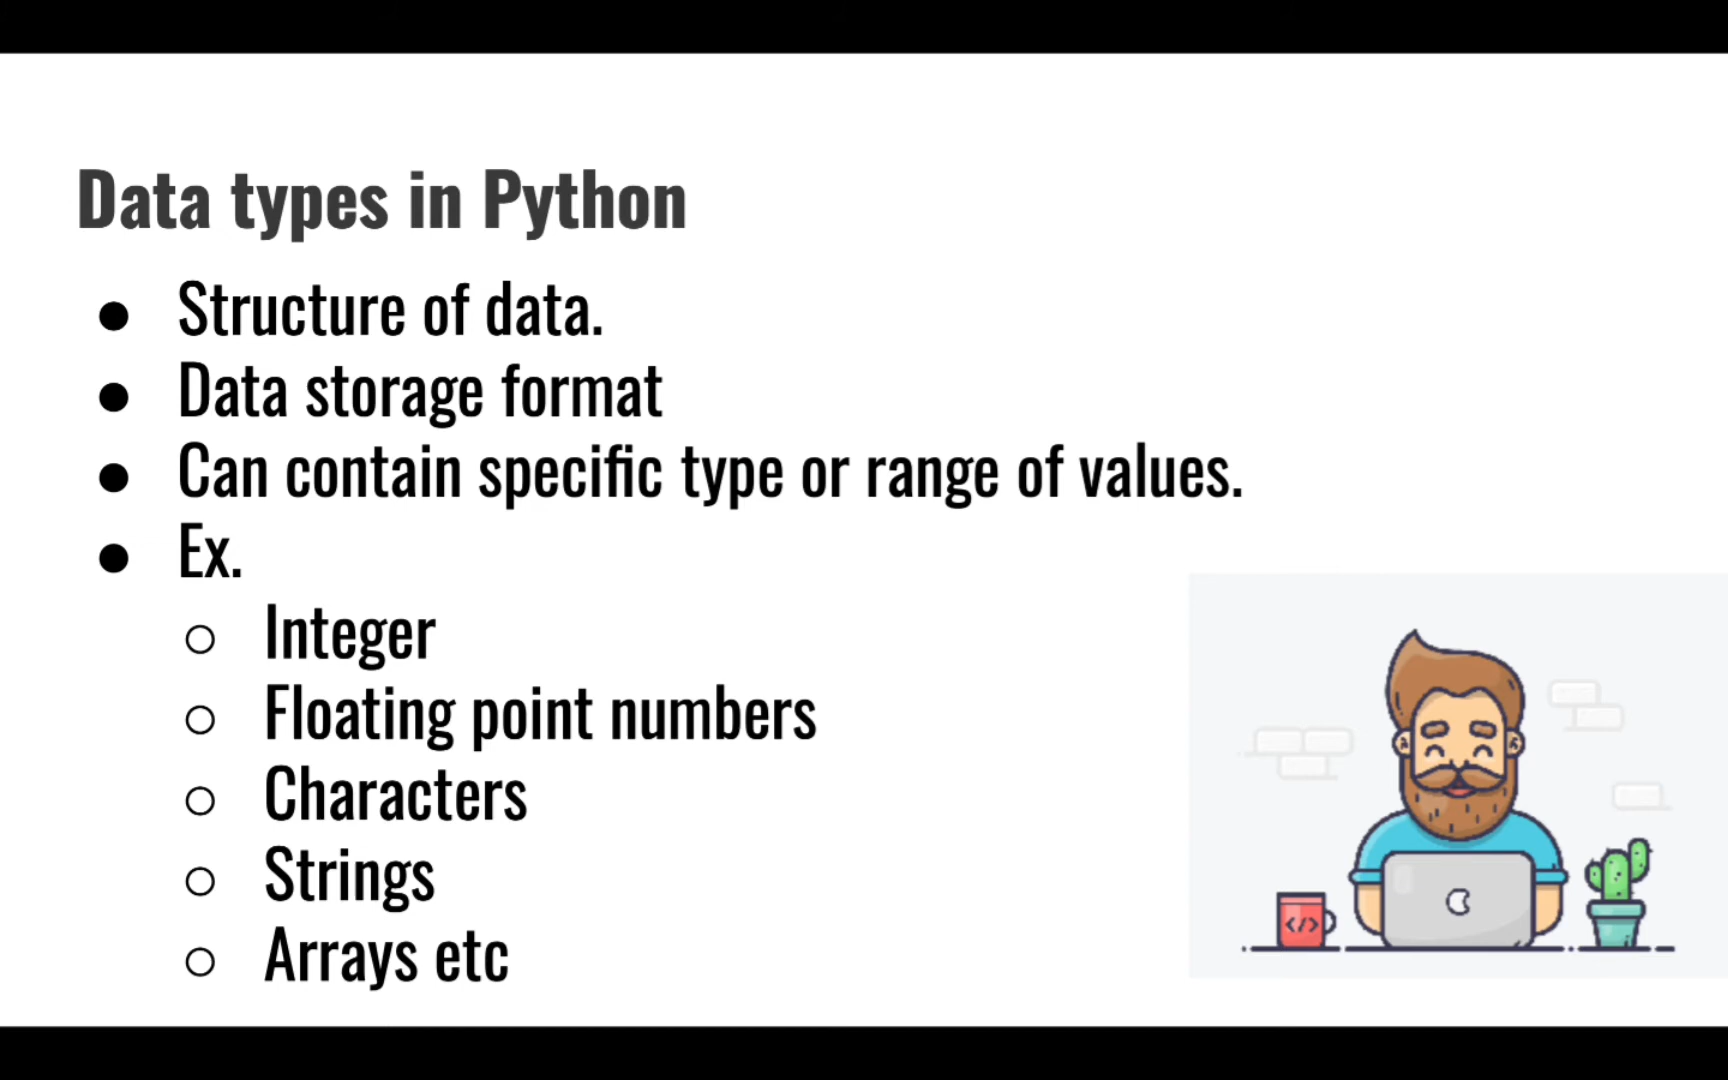 Data types in Python
● Structure of data.
● Data storage format
● Can contain specific type or range of values.
● Ex.
○ Integer
○ Floating point numbers
○ Characters
○ Strings
○ Arrays etc
</>